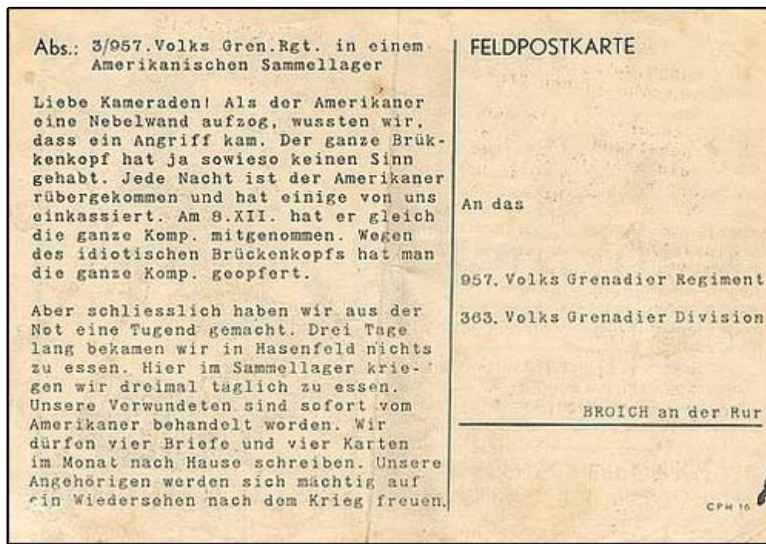 Abs.: 3/957.Volks Gren.Rgt. in einem
Amerikanischen Sammellager
Liebe Kameraden! Als der Amerikaner
eine Nebelwand aufzog, wussten wir,
dass ein Angriff kam. Der ganze Brük-
kenkopf hat ja sowieso keinen Sinn
gehabt. Jede Nacht ist der Amerikaner
rübergekommen und hat einige von uns
einkassiert. Am 8.XII. hat er gleich
die ganze Komp. mitgenommen. Wegen
des idiotischen Brückenkopfs hat man
die ganze Komp. geopfert.
Aber schliesslich haben wir aus der
Not eine Tugend gemacht. Drei Tage
lang bekamen wir in Hasenfeld nichts
zu essen. Hier im Sammellager krie-
gen wir dreimal täglich zu essen.
Unsere Verwundeten sind sofort vom
Amerikaner behandelt worden. Wir
dürfen vier Briefe und vier Karten
im Monat nach Hause schreiben. Unsere
Angehörigen werden sich mächtig auf
ein Wiedersehen nach dem Krieg freuen.
FELDPOSTKARTE
An das
957. Volks Grenadier Regiment
363. Volks Grenadier Division
BROICH an der Rur
CPH 16